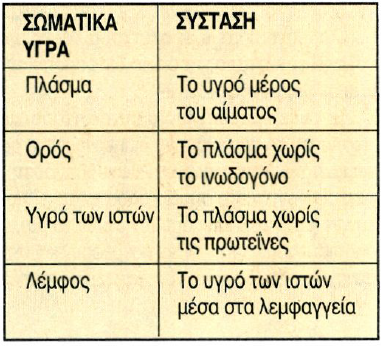 ΣΩΜΑΤΙΚΑ ΥΓΡΑ
ΣΥΣΤΑΣΗ
Πλάσμα
Το υγρό μέρος
του αίματος
Ορός
Το πλάσμα χωρίς
το ινωδογόνο
Υγρό των ιστών
Το πλάσμα χωρίς
τις πρωτεΐνες
Λέμφος
Το υγρό των ιστών
μέσα στα λεμφαγγεία